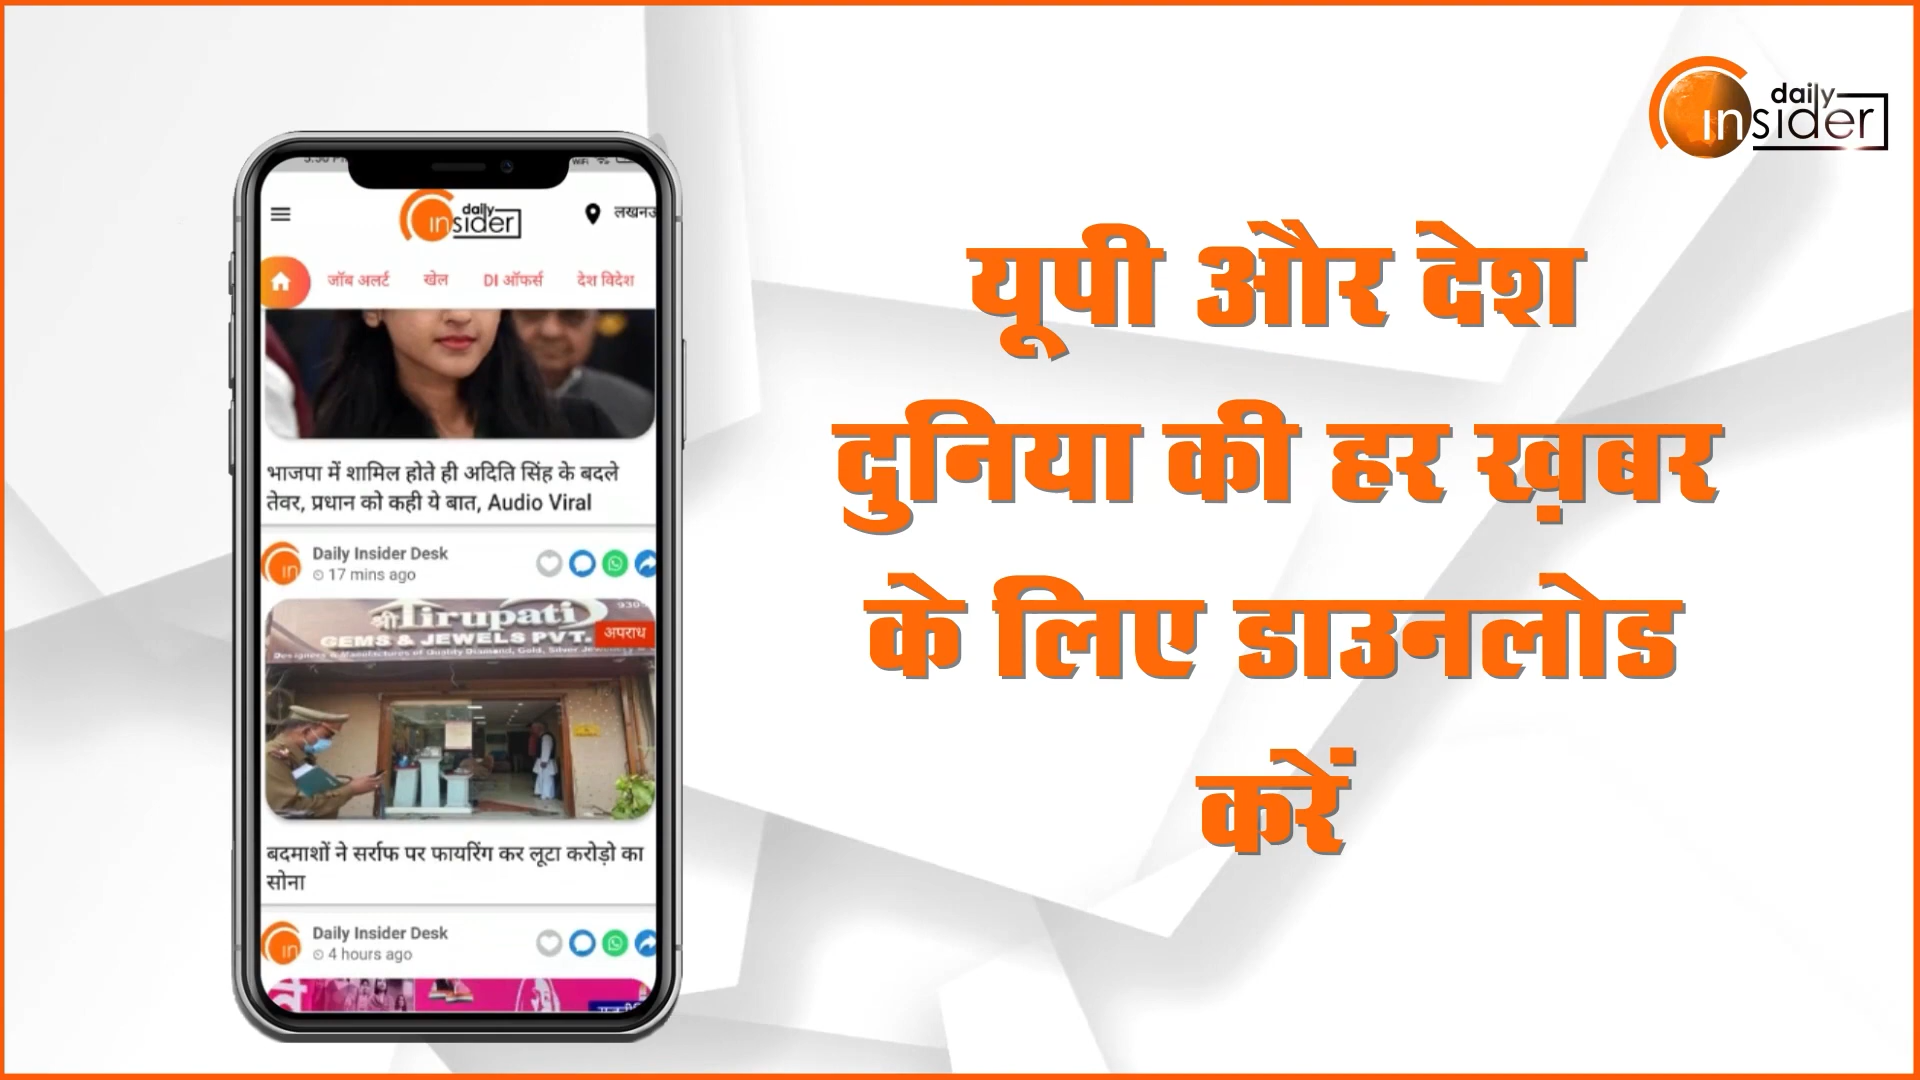 daily
insider
यूपी और देश
दुनिया की हर ख़बर
के लिए डाउनलोड
करें
daily
insider
जॉब अलर्ट खेल DI ऑफर्स देश विदेश
भाजपा में शामिल होते ही अदिति सिंह के बदले
तेवर, प्रधान को कही ये बात, Audio Viral
Daily Insider Desk
17 mins ago
श्री Tirupati
GEMS & JEWELS PVT.
अपराध
बदमाशों ने सर्राफ पर फायरिंग कर लूटा करोड़ो का
सोना
Daily Insider Desk
4 hours ago